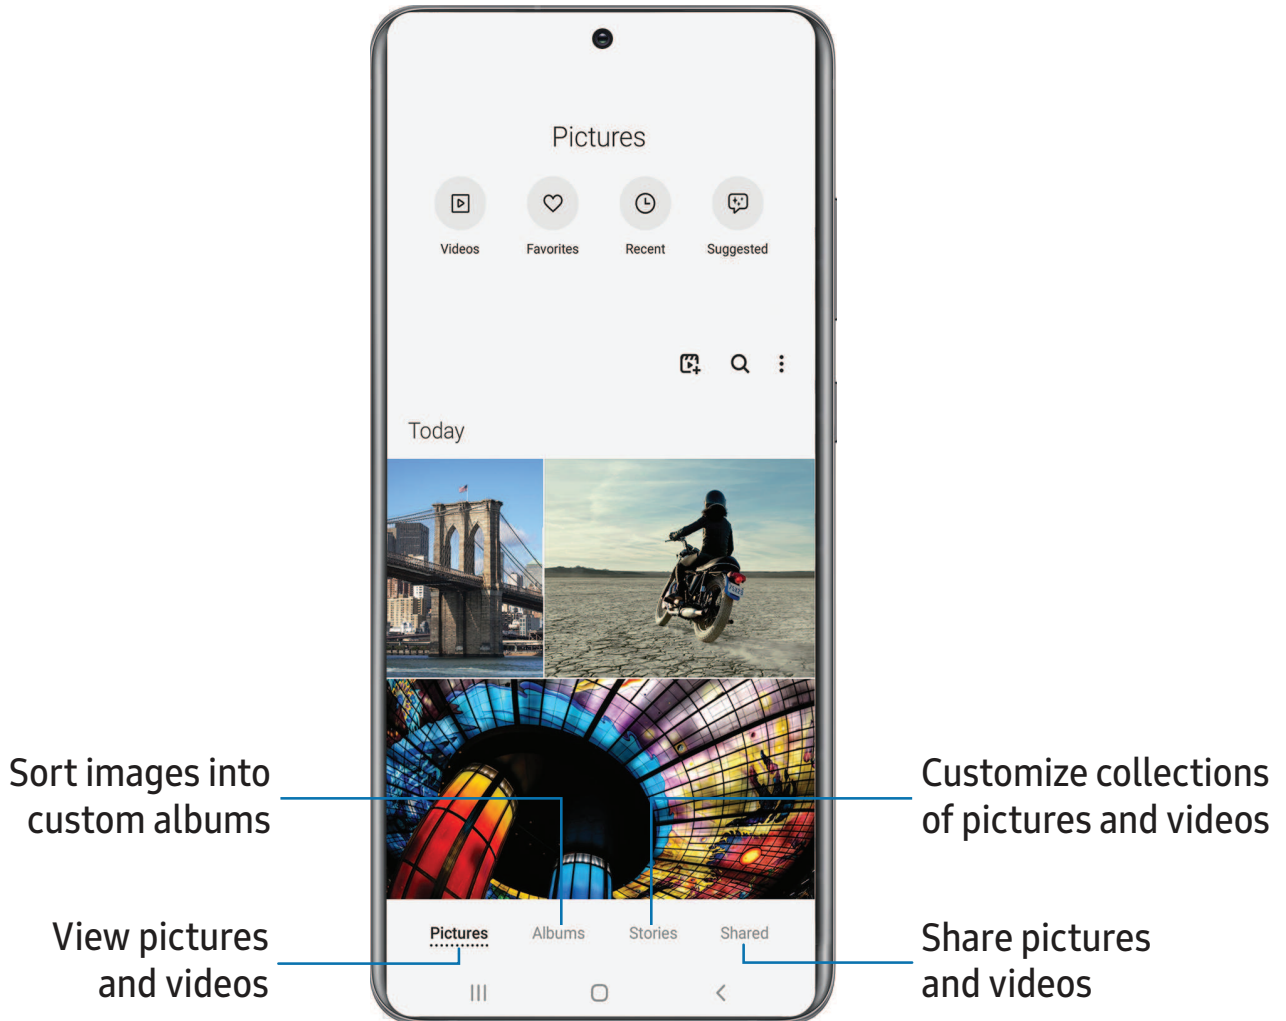 Pictures
Videos
Favorites
Recent
Suggested
Today
Sort images into
custom albums
Customize collections
of pictures and videos
Pictures
Albums
Stories
Shared
View pictures
and videos
Share pictures
and videos